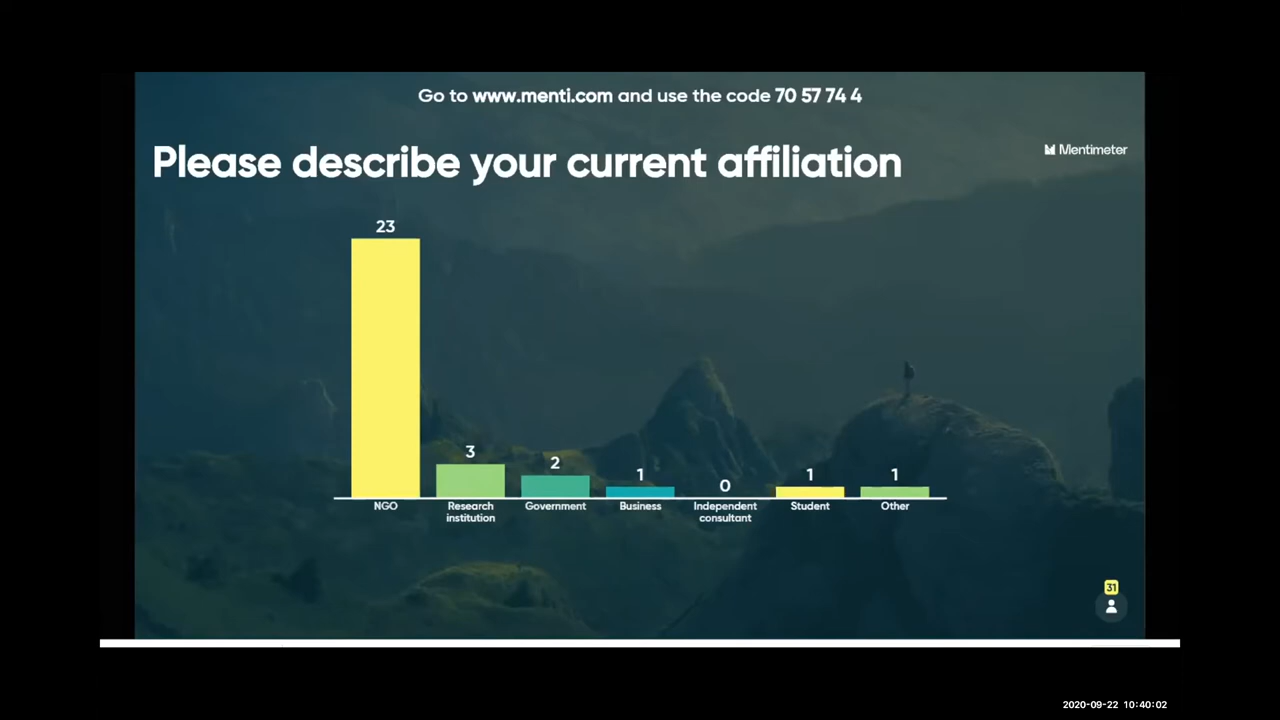 Go to www.menti.com and use the code 70 57 74 4
Please describe your current affiliation
Mentimeter
23
3
2
1
0
1
1
NGO
Research
institution
Government
Business
Independent
consultant
Student
Other
31
2020-09-22 10:40:02